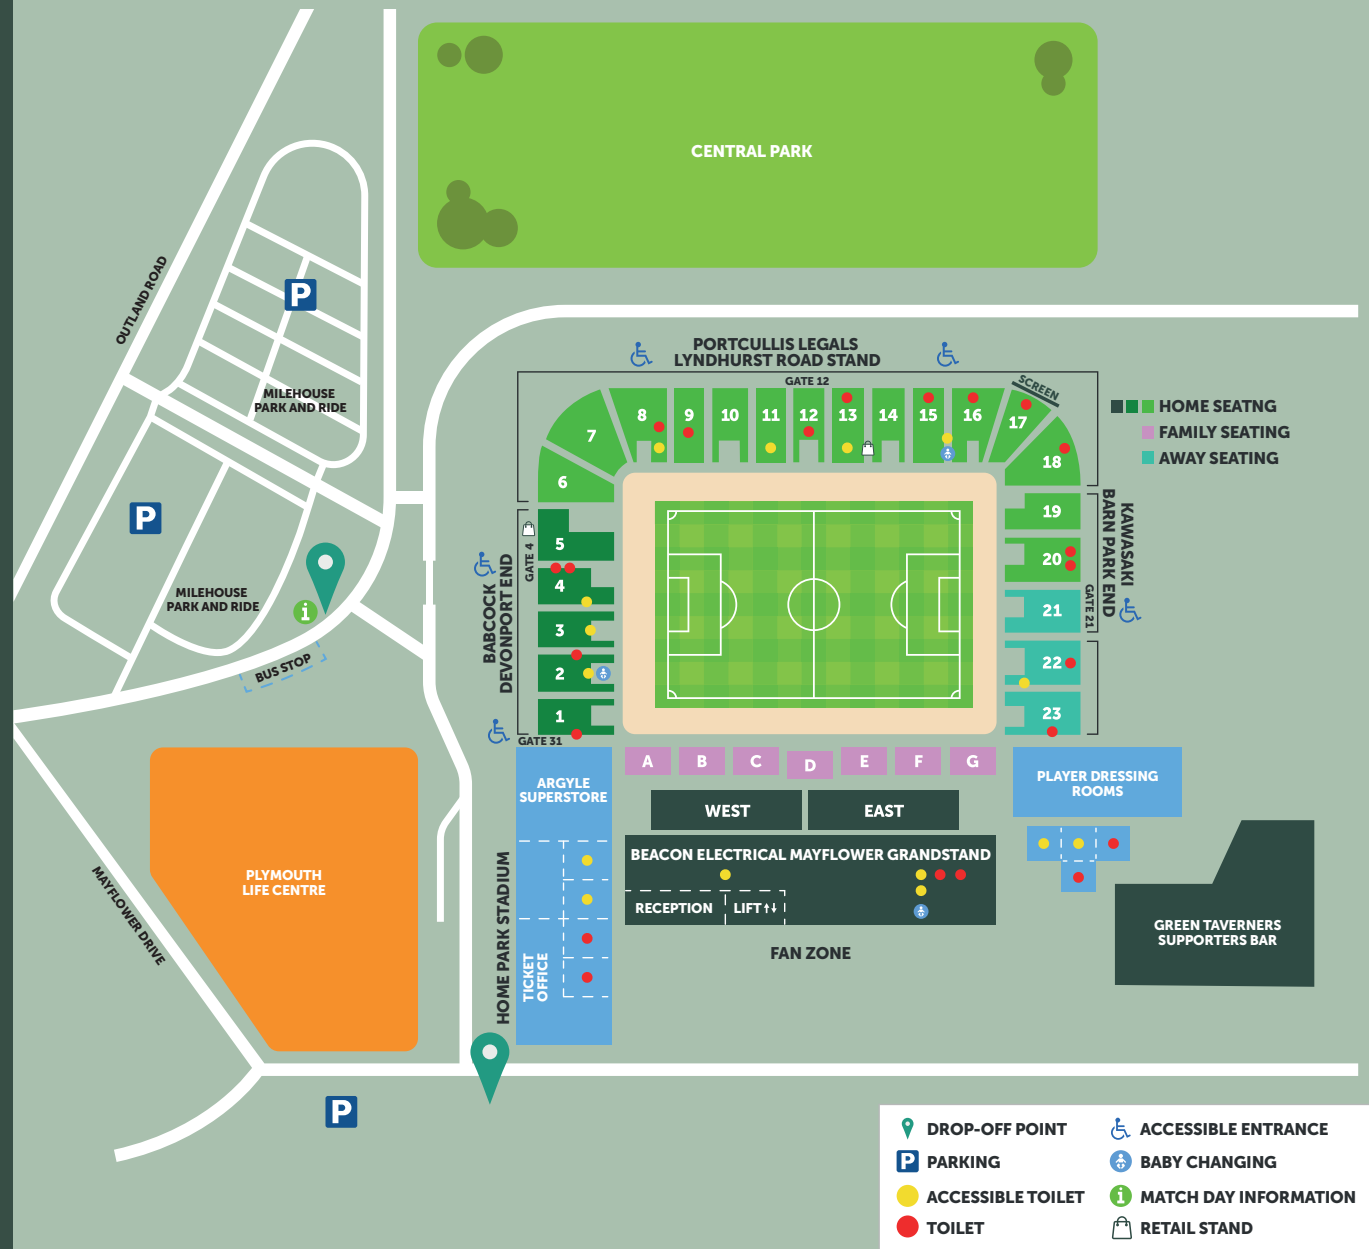 CENTRAL PARK
OUTLAND ROAD
P
MILEHOUSE
PARK AND RIDE
P
MILEHOUSE
PARK AND RIDE
i
BUS STOP
PORTCULLIS LEGALS
LYNDHURST ROAD STAND
GATE 12
SCREEN
HOME SEATNG
FAMILY SEATING
AWAY SEATING
8
9
10
11
12
13
14
15
16
17
18
7
6
5
4
3
2
1
19
20
21
22
23
GATE 4
BABCOCK
DEVONPORT END
GATE 31
KAWASAKI
BARN PARK END
GATE 21
A
B
C
D
E
F
G
ARGYLE
SUPERSTORE
WEST
EAST
PLAYER DRESSING
ROOMS
BEACON ELECTRICAL MAYFLOWER GRANDSTAND
RECEPTION
LIFT
FAN ZONE
HOME PARK STADIUM
TICKET
OFFICE
PLYMOUTH
LIFE CENTRE
MAYFLOWER DRIVE
GREEN TAVERNERS
SUPPORTERS BAR
P
DROP-OFF POINT
P PARKING
ACCESSIBLE TOILET
TOILET
ACCESSIBLE ENTRANCE
BABY CHANGING
i MATCH DAY INFORMATION
RETAIL STAND